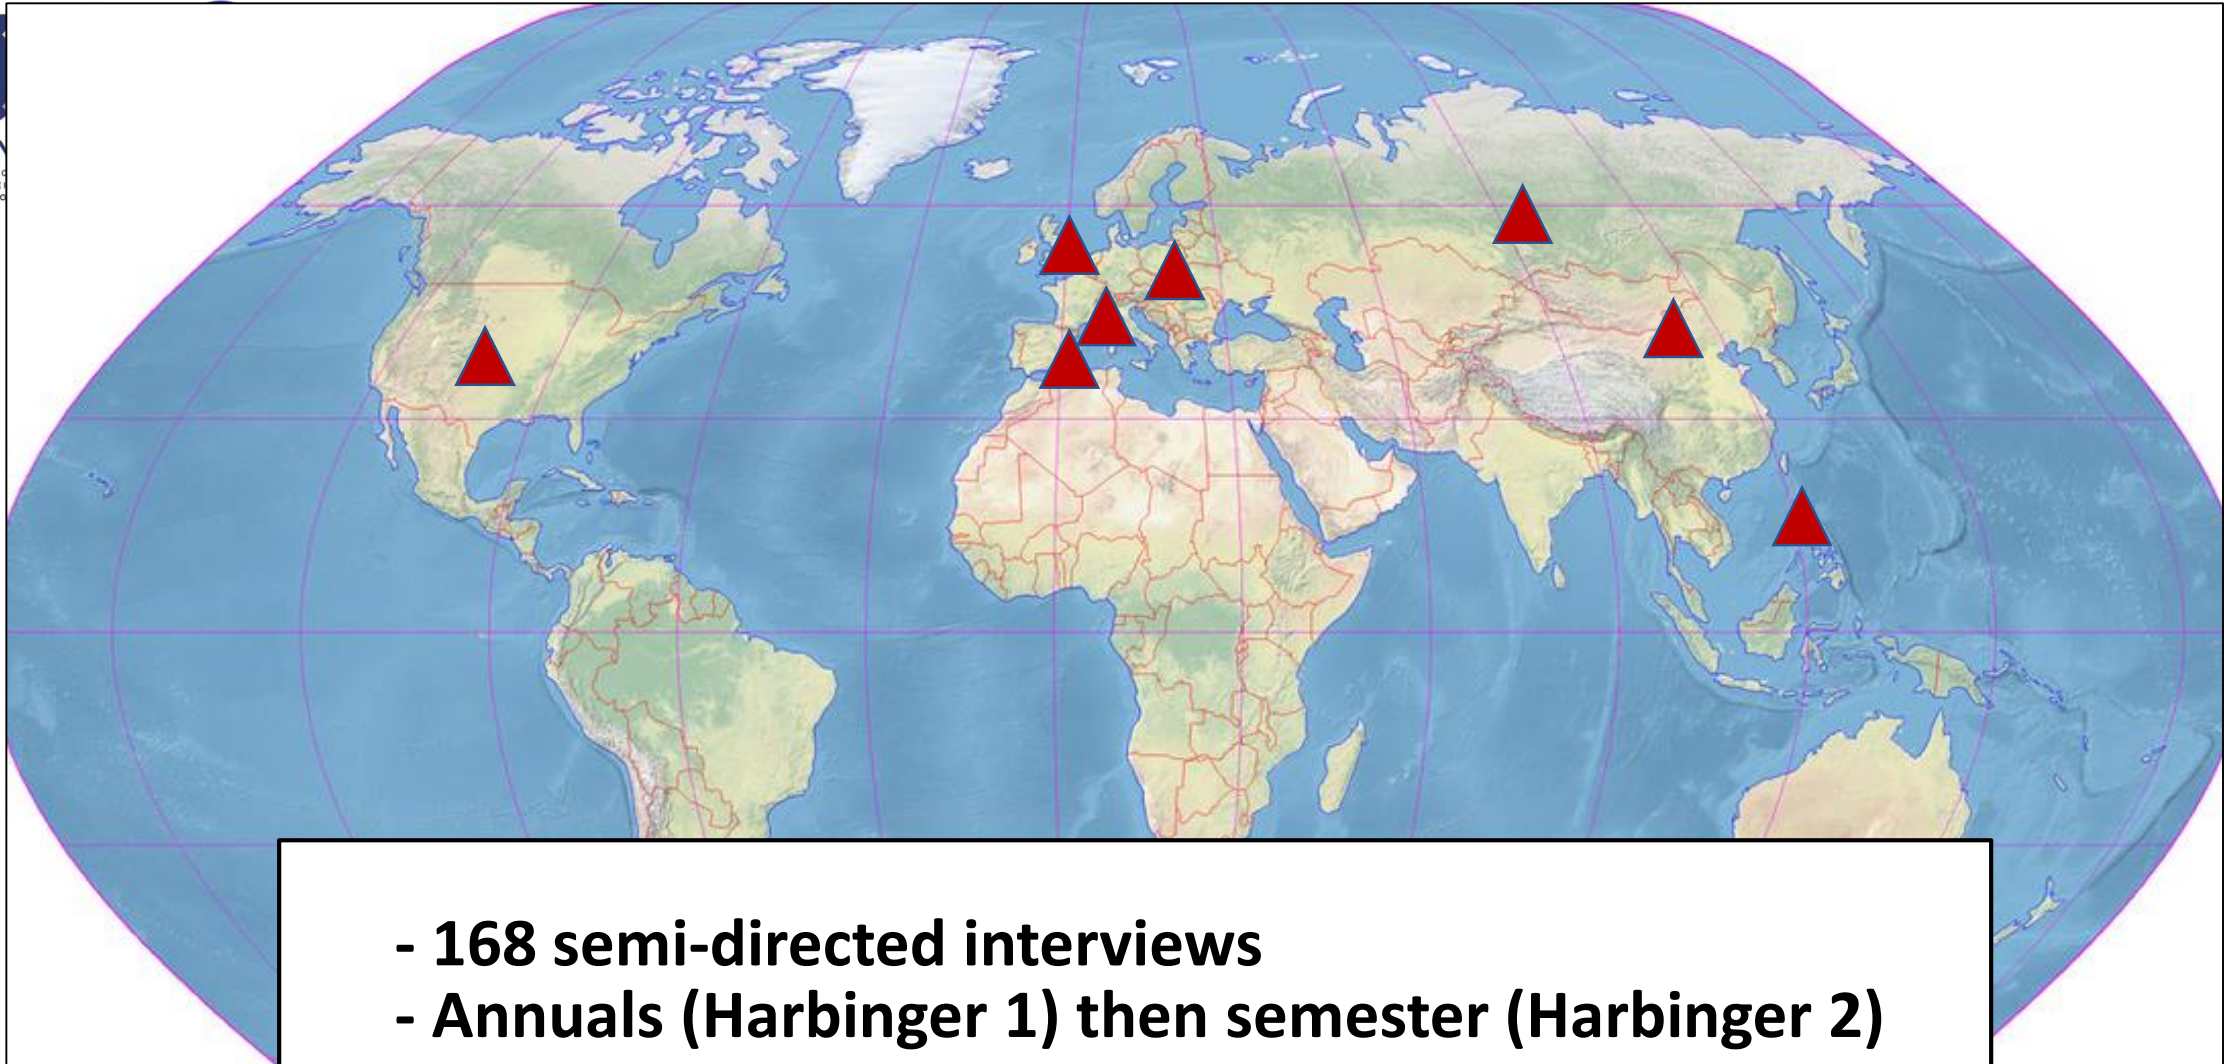 - 168 semi-directed interviews
- Annuals (Harbinger 1) then semester (Harbinger 2)